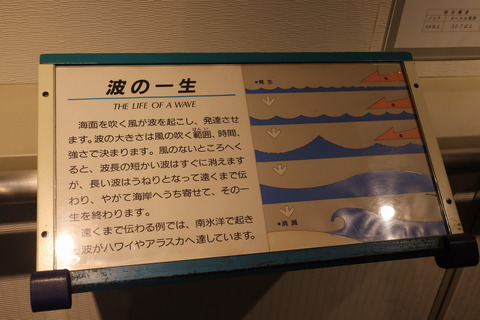 波の一生
THE LIFE OF A WAVE
海面を吹く風が波を起こし、発達させ
ます。波の大きさは風の吹く範囲、時間、
はんい
強さで決まります。風のないところへく
ると、波長の短かい波はすぐに消えます
が、長い波はうねりとなって遠くまで伝
わり、やがて海岸へうち寄せて、その一
生を終わります。
遠くまで伝わる例では、南氷洋で起き
波がハワイやアラスカへ達しています。
●発生
●消滅